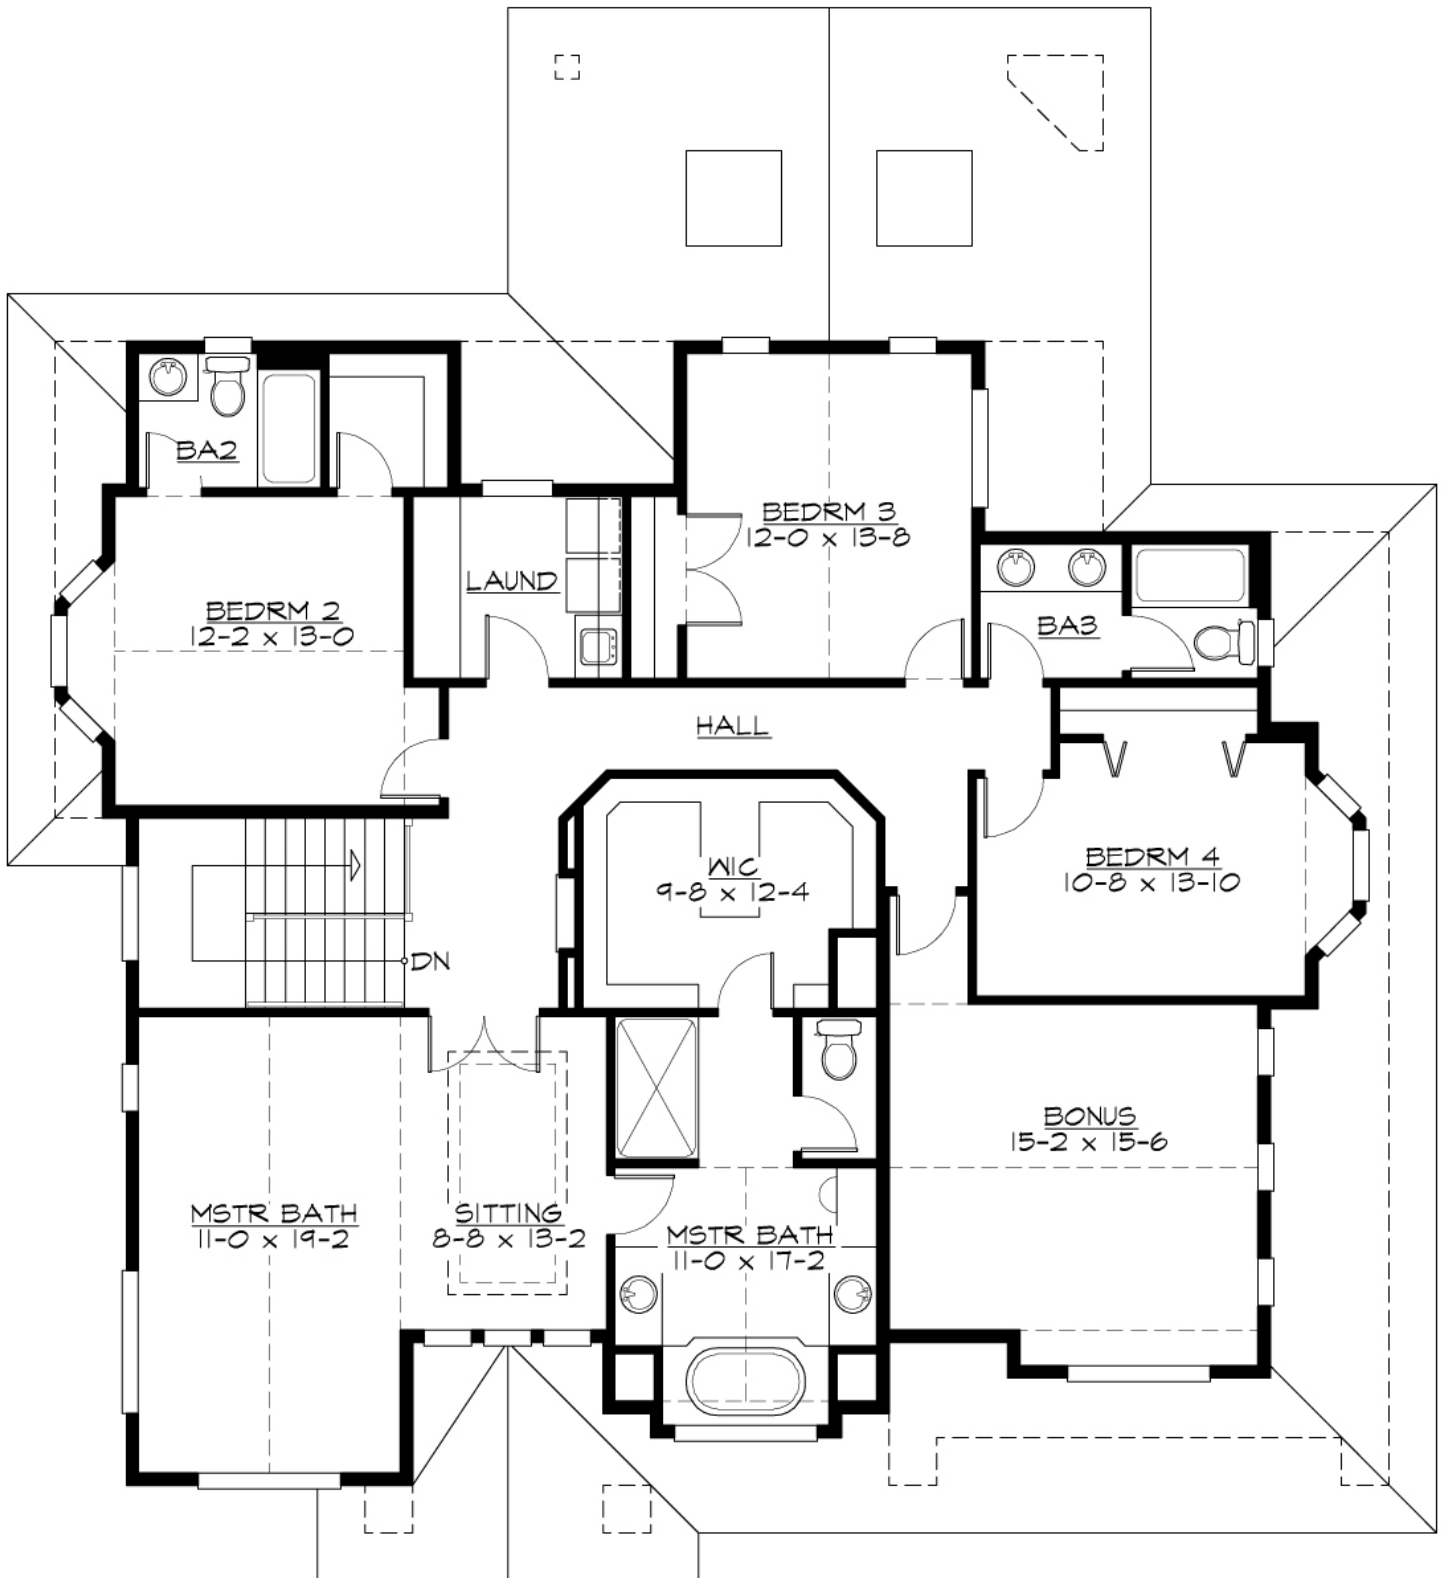 BA2
BEDRM 3
12-0 x 13-8
LAUND
BEDRM 2
12-2 x 13-0
BA3
HALL
WIC
9-8 x 12-4
BEDRM 4
10-8 x 13-10
DN
BONUS
15-2 x 15-6
MSTR BATH
11-0 x 19-2
SITTING
8-8 x 13-2
MSTR BATH
11-0 x 17-2